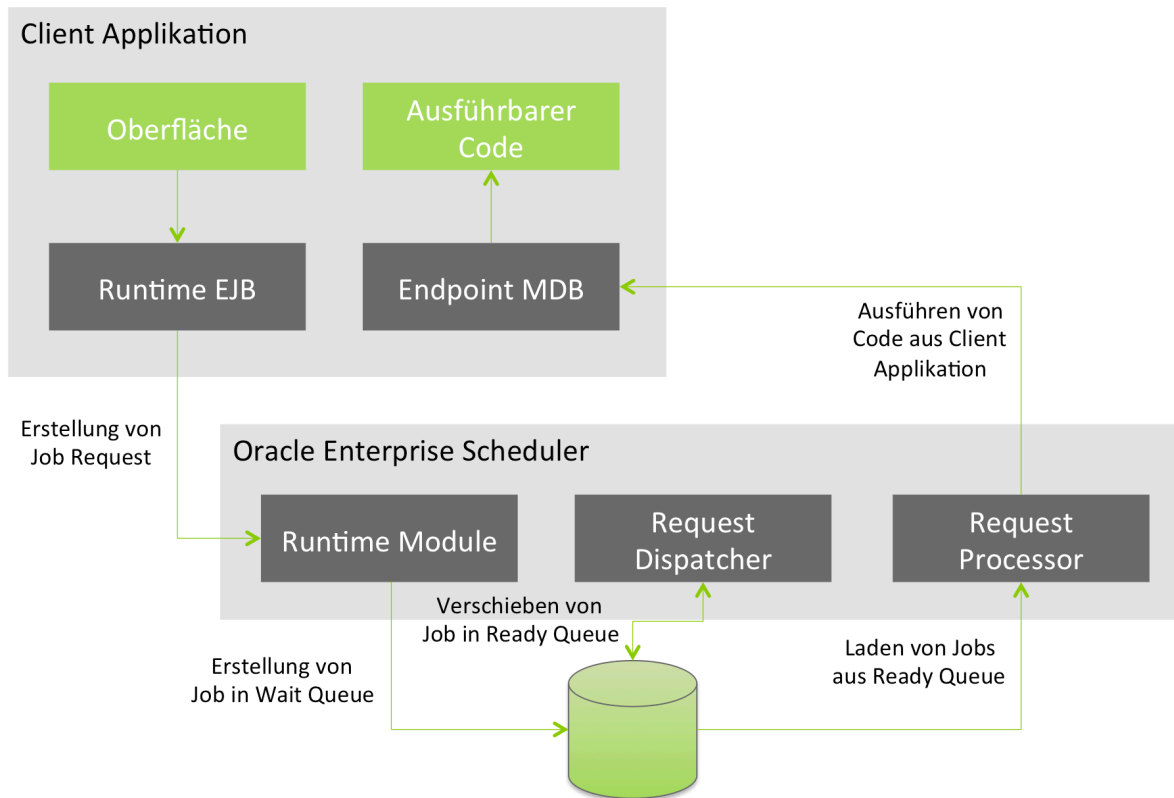 Client Applikation
Oberfläche
Ausführbarer
Code
Runtime EJB
Endpoint MDB
Ausführen von
Code aus Client
Applikation
Erstellung von
Job Request
Oracle Enterprise Scheduler
Runtime Module
Request
Dispatcher
Request
Processor
Verschieben von
Job in Ready Queue
Erstellung von
Job in Wait Queue
Laden von Jobs
aus Ready Queue